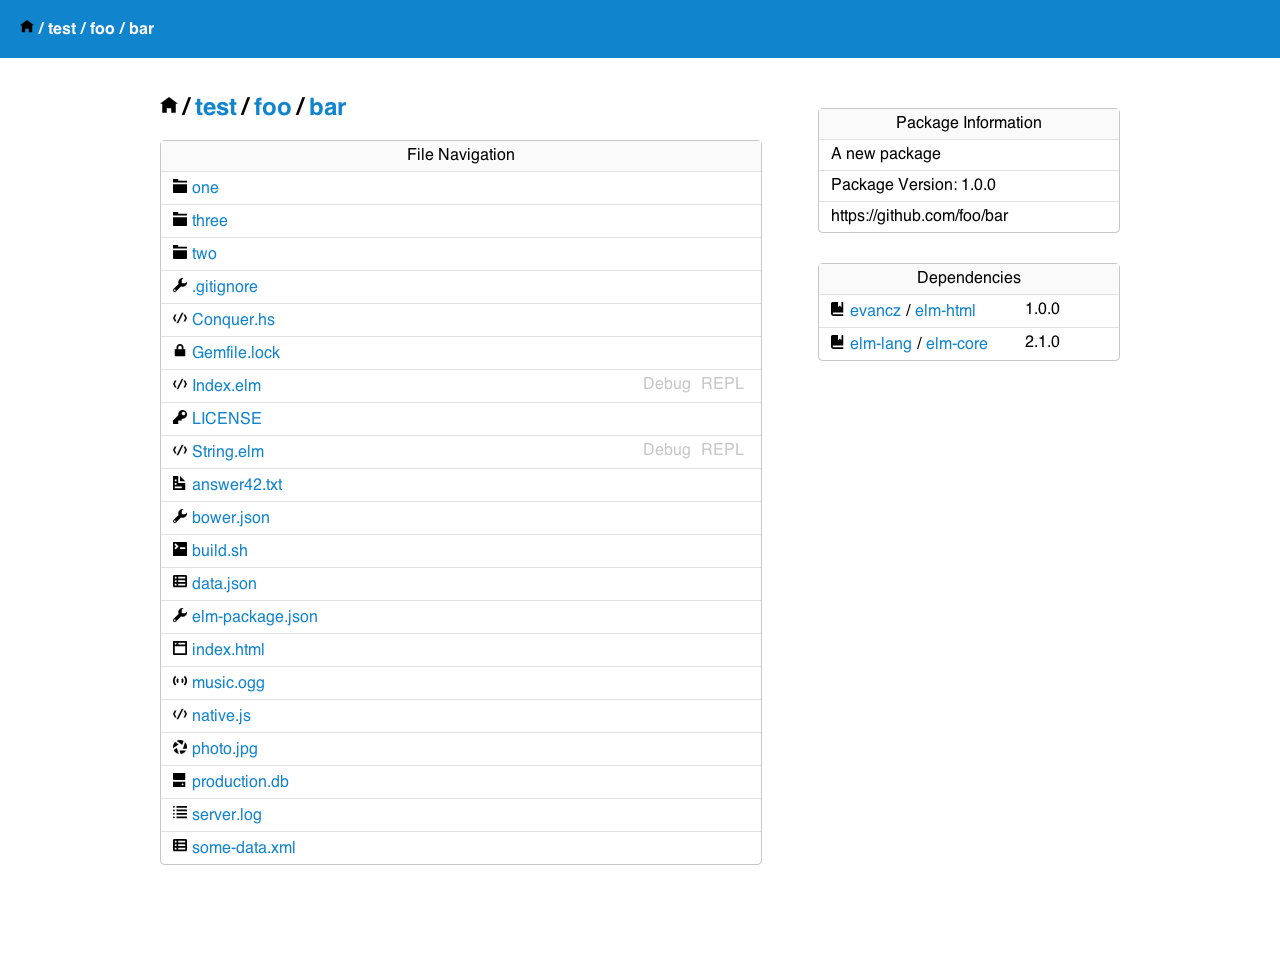 / test / foo / bar
/ test / foo / bar
File Navigation
one
three
two
.gitignore
Conquer.hs
Gemfile.lock
Index.elm Debug REPL
LICENSE
String.elm Debug REPL
answer42.txt
bower.json
build.sh
data.json
elm-package.json
index.html
music.ogg
native.js
photo.jpg
production.db
server.log
some-data.xml
Package Information
A new package
Package Version: 1.0.0
https://github.com/foo/bar
Dependencies
evancz / elm-html 1.0.0
elm-lang / elm-core 2.1.0